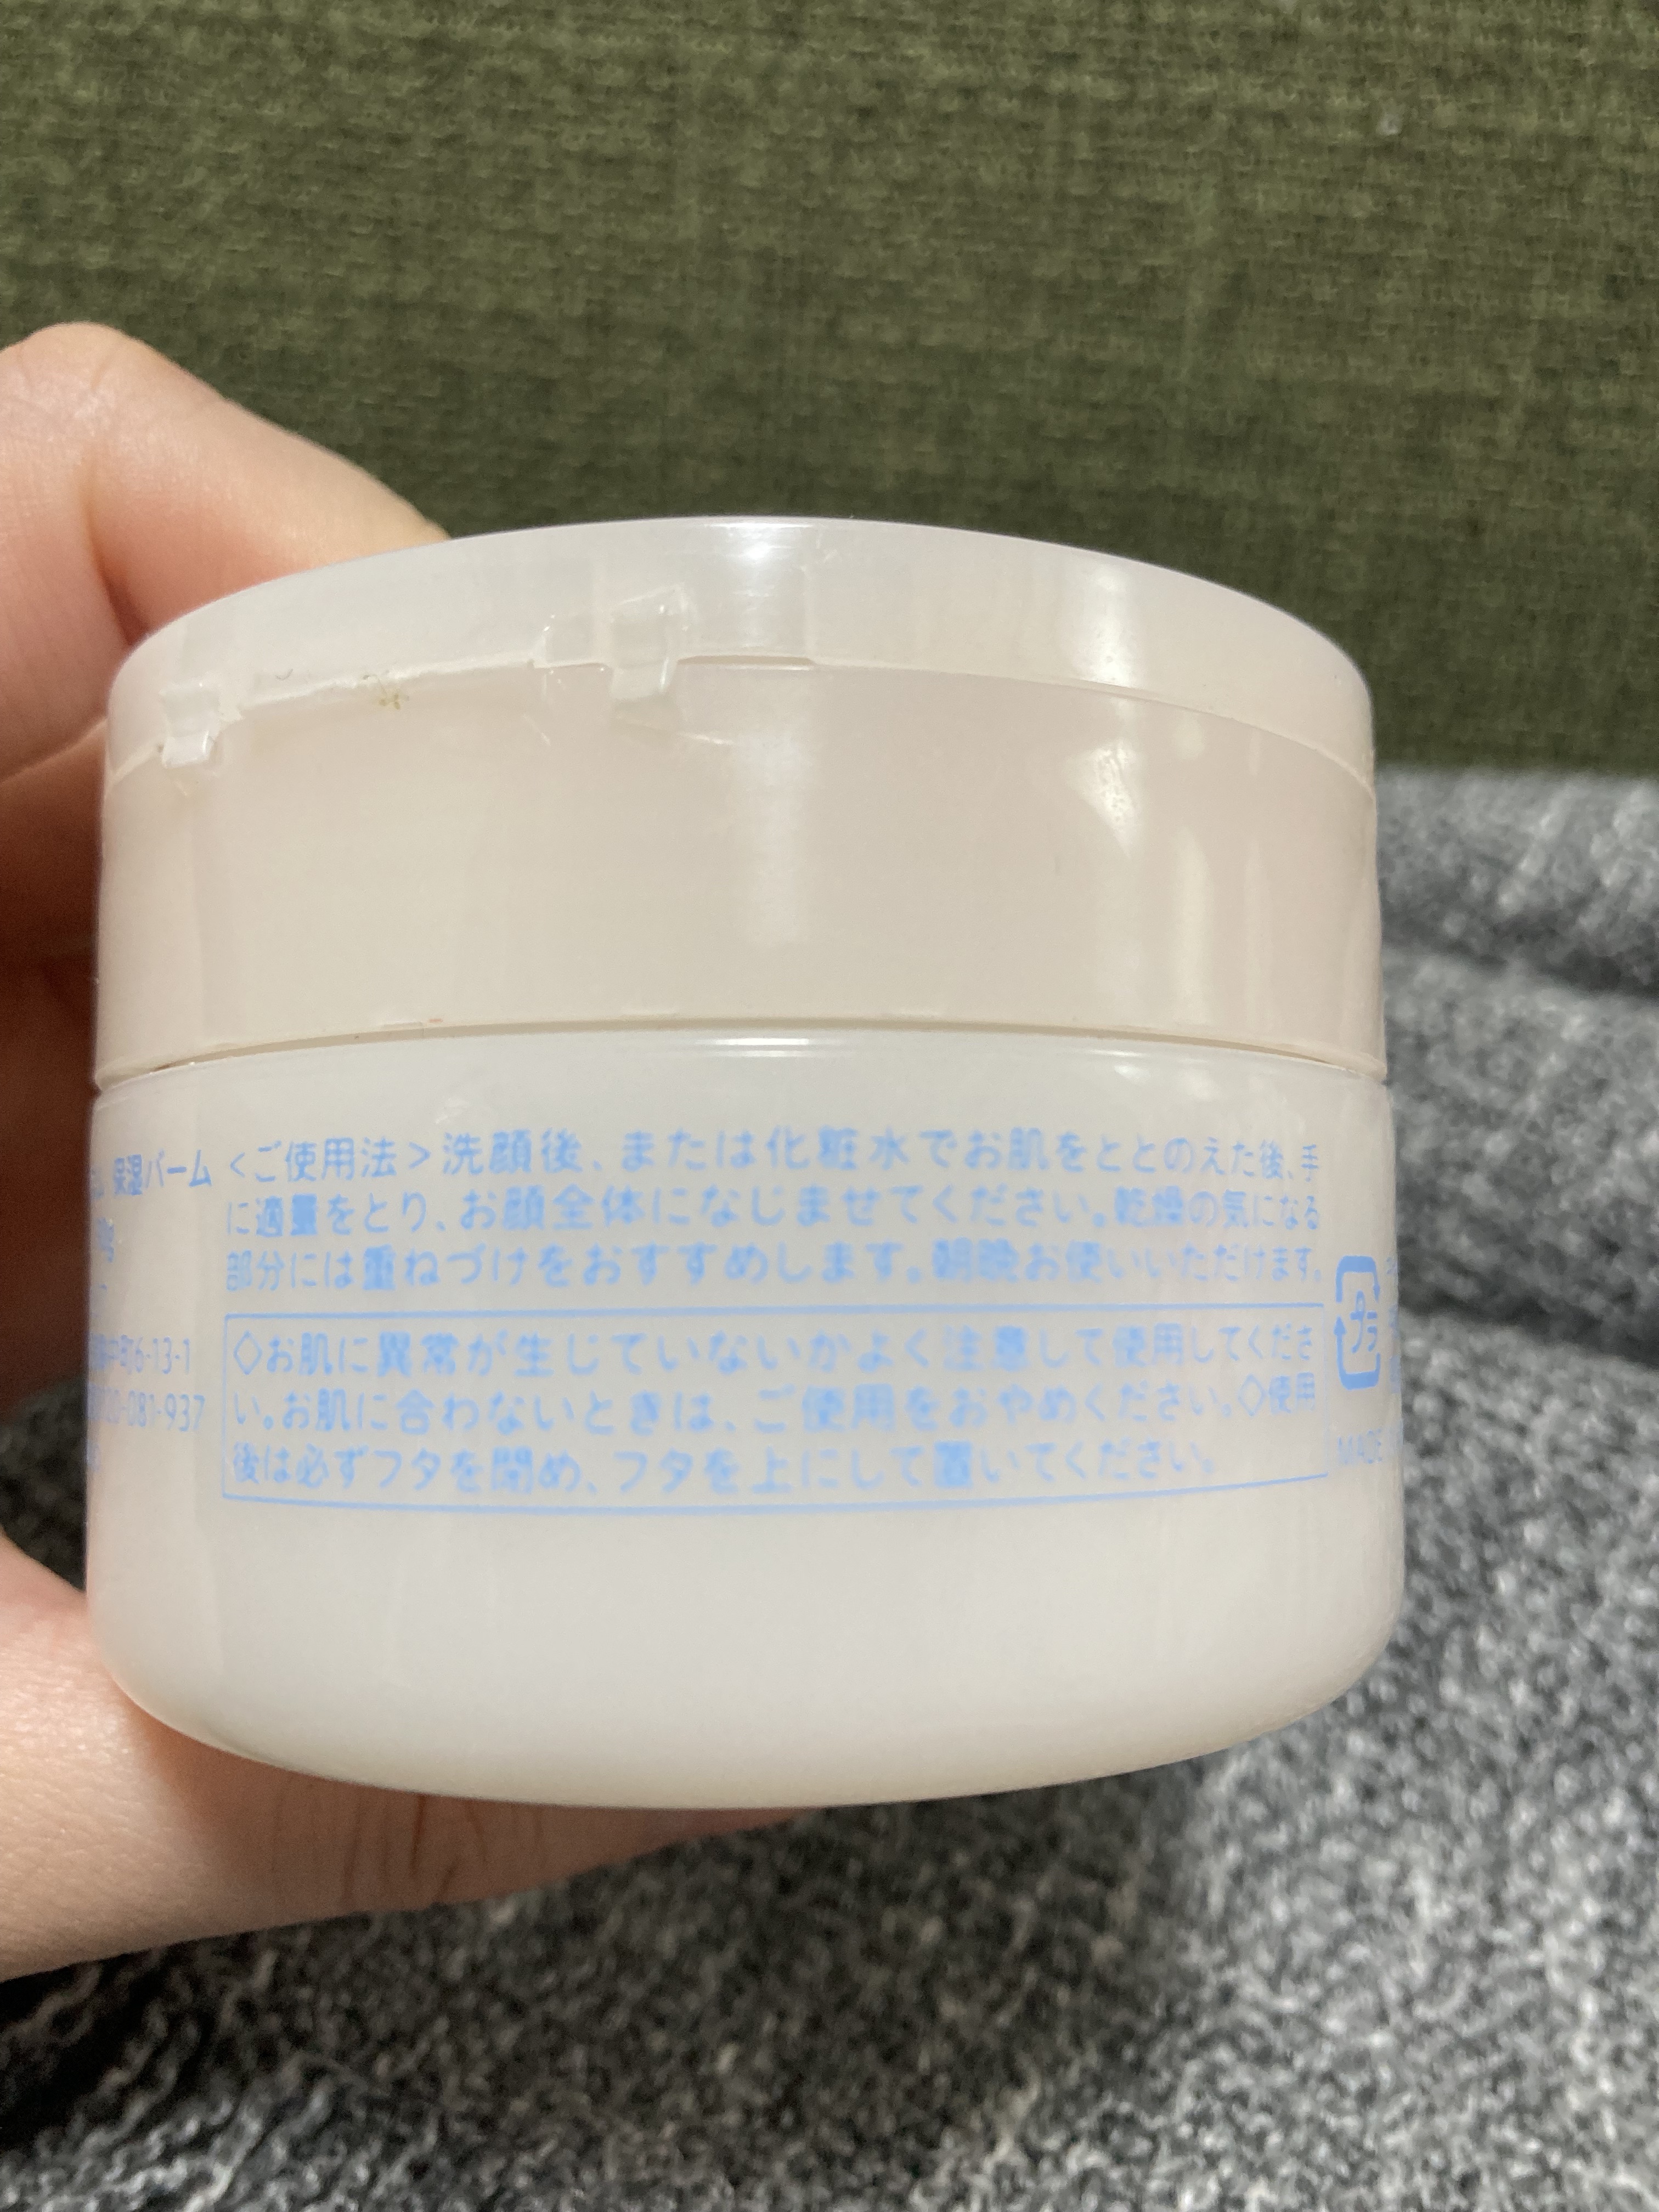 保湿バーム
6-13-1
081-937
<ご使用法>洗顔後、または化粧水でお肌をととのえた後、手
に適量をとり、お顔全体になじませてください。乾燥の気になる
部分には重ねづけをおすすめします。朝晩お使いいただけます。
◇お肌に異常が生じていないかよく注意して使用してくださ
い。お肌に合わないときは、ご使用をおやめください。◇使用
後は必ずフタを閉め、フタを上にして置いてください。
プラ
MADE